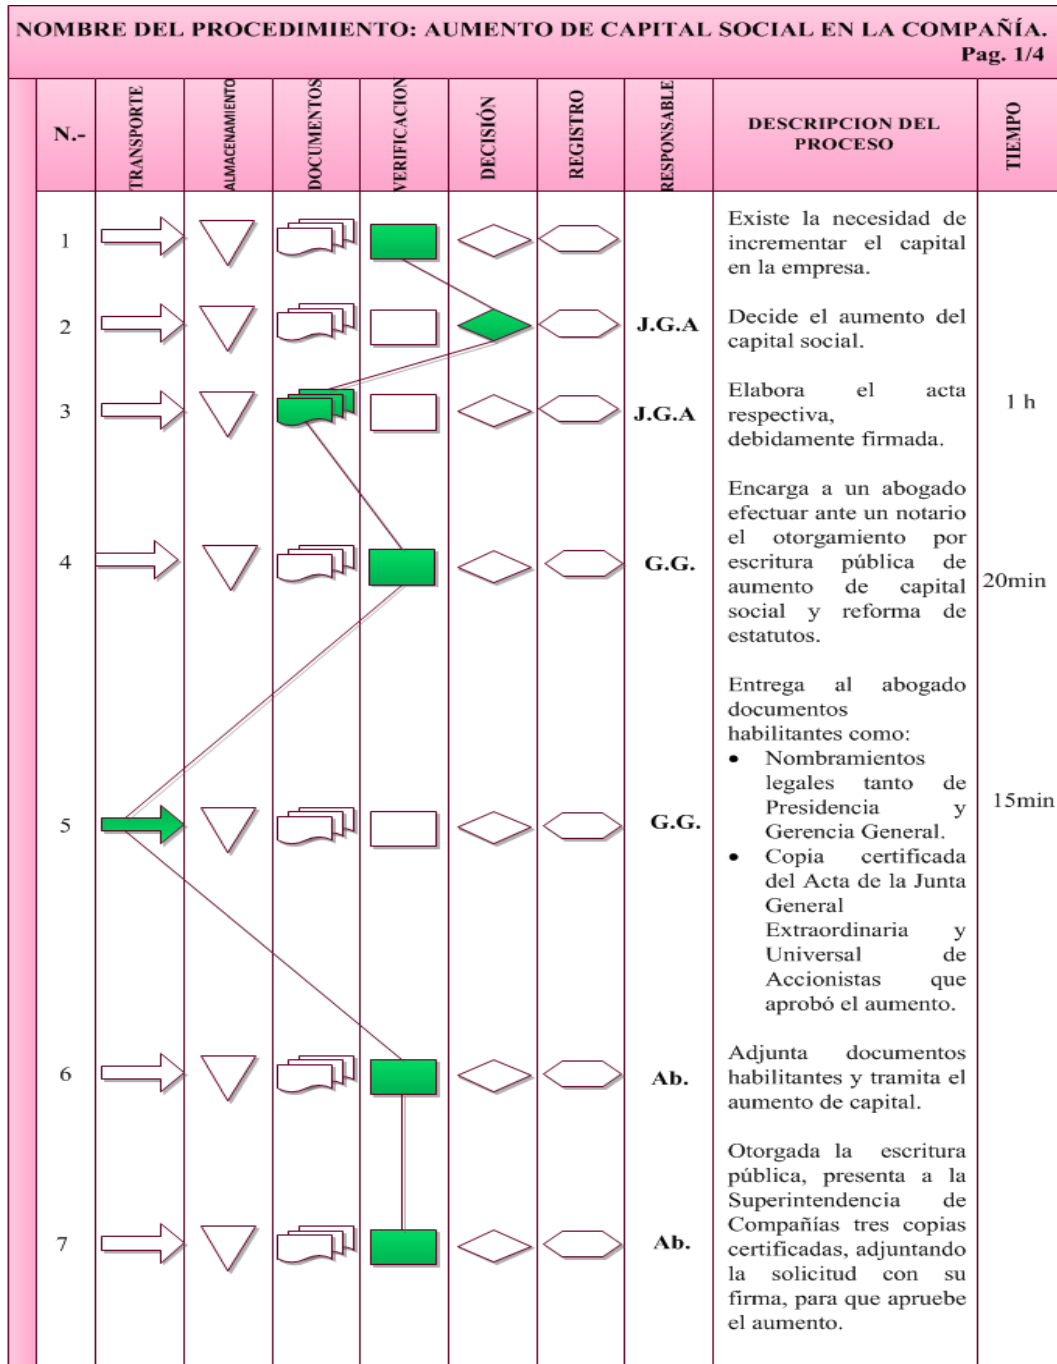 NOMBRE DEL PROCEDIMIENTO: AUMENTO DE CAPITAL SOCIAL EN LA COMPAÑÍA.
Pag. 1/4
N.-
TRANSPORTE
ALMACENAMIENTO
DOCUMENTOS
VERIFICACION
DECISIÓN
REGISTRO
RESPONSABLE
DESCRIPCION DEL
PROCESO
TIEMPO
1
Existe la necesidad de
incrementar el capital
en la empresa.
2
J.G.A
Decide el aumento del
capital social.
3
J.G.A
Elabora el acta
respectiva,
debidamente firmada.
1 h
4
G.G.
Encarga a un abogado
efectuar ante un notario
el otorgamiento por
escritura pública de
aumento de capital
social y reforma de
estatutos.
20min
5
G.G.
Entrega al abogado
documentos
habilitantes como:
• Nombramientos
legales tanto de
Presidencia y
Gerencia General.
• Copia certificada
del Acta de la Junta
General
Extraordinaria y
Universal de
Accionistas que
aprobó el aumento.
15min
6
Ab.
Adjunta documentos
habilitantes y tramita el
aumento de capital.
7
Ab.
Otorgada la escritura
pública, presenta a la
Superintendencia de
Compañías tres copias
certificadas, adjuntando
la solicitud con su
firma, para que apruebe
el aumento.